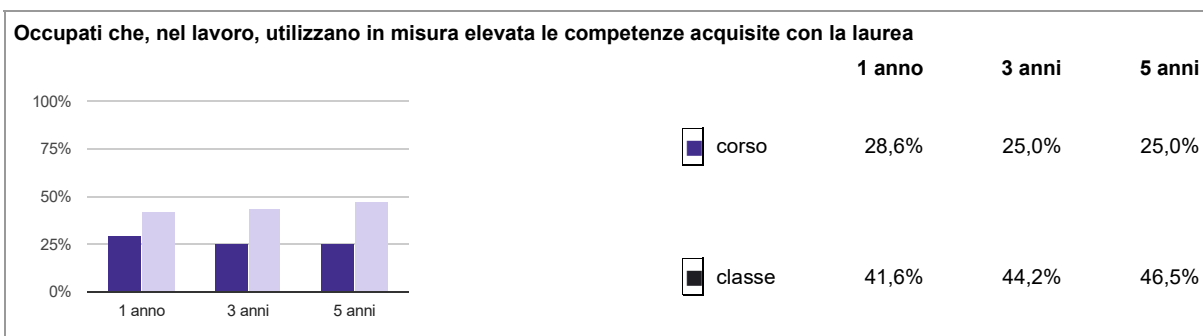 Occupati che, nel lavoro, utilizzano in misura elevata le competenze acquisite con la laurea
1 anno 3 anni 5 anni
100%
75%
50%
25%
0%
1 anno 3 anni 5 anni
corso 28,6% 25,0% 25,0%
classe 41,6% 44,2% 46,5%